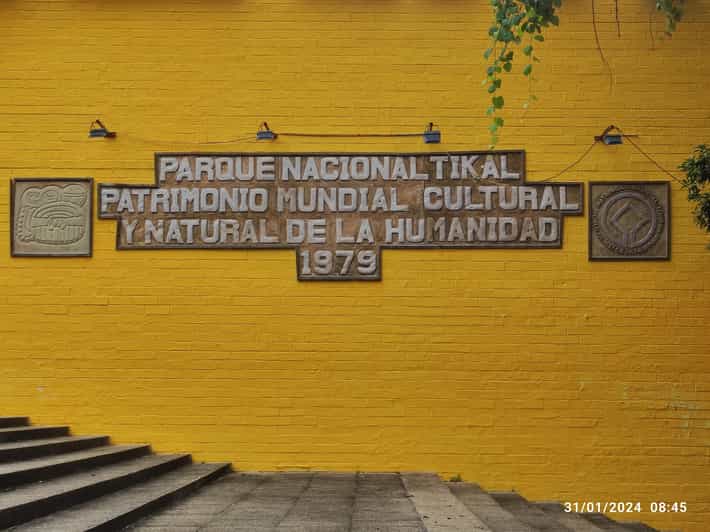 PARQUE NACIONAL TIKAL
PATRIMONIO MUNDIAL CULTURAL
Y NATURAL DE LA HUMANIDAD
1979
31/01/2024 08:45